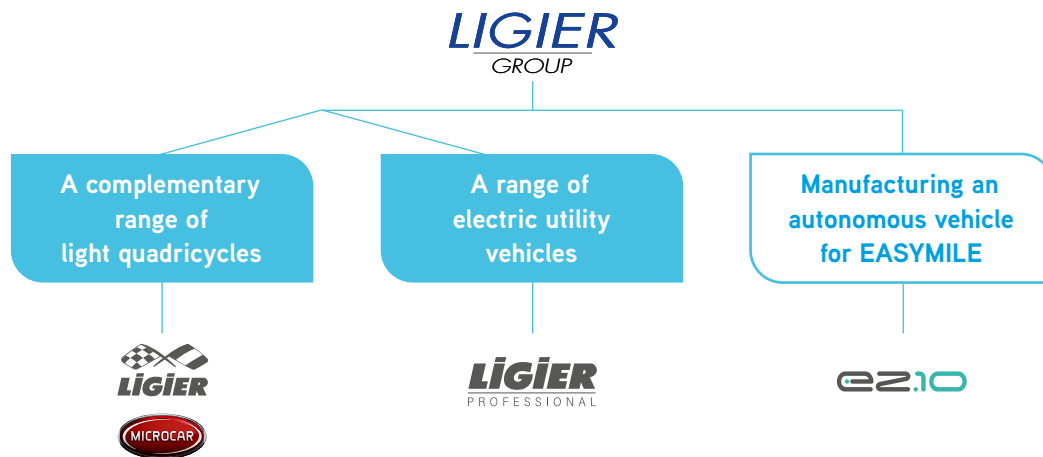 LIGIER
GROUP
A complementary
range of
light quadricycles
A range of
electric utility
vehicles
Manufacturing an
autonomous vehicle
for EASYMILE
LIGIER
MICROCAR
LIGIER
PROFESSIONAL
ez10